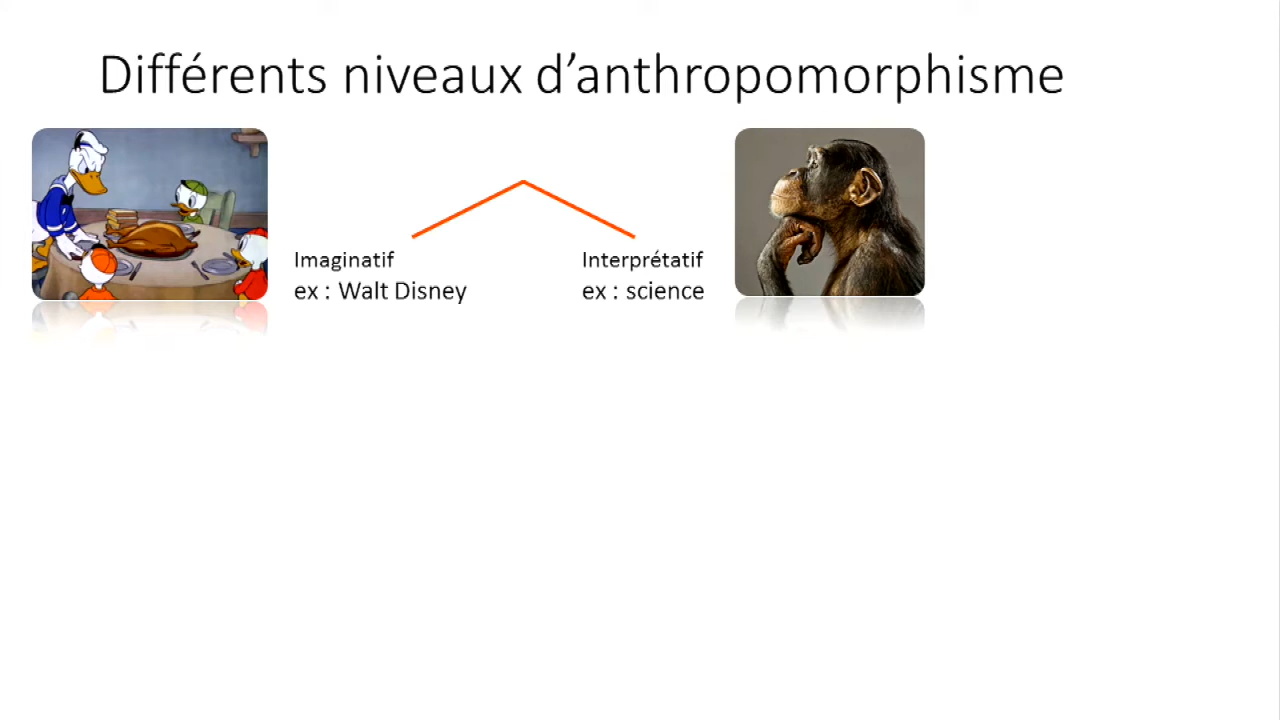 Différents niveaux d’anthropomorphisme
Imaginatif
ex : Walt Disney
Interprétatif
ex : science